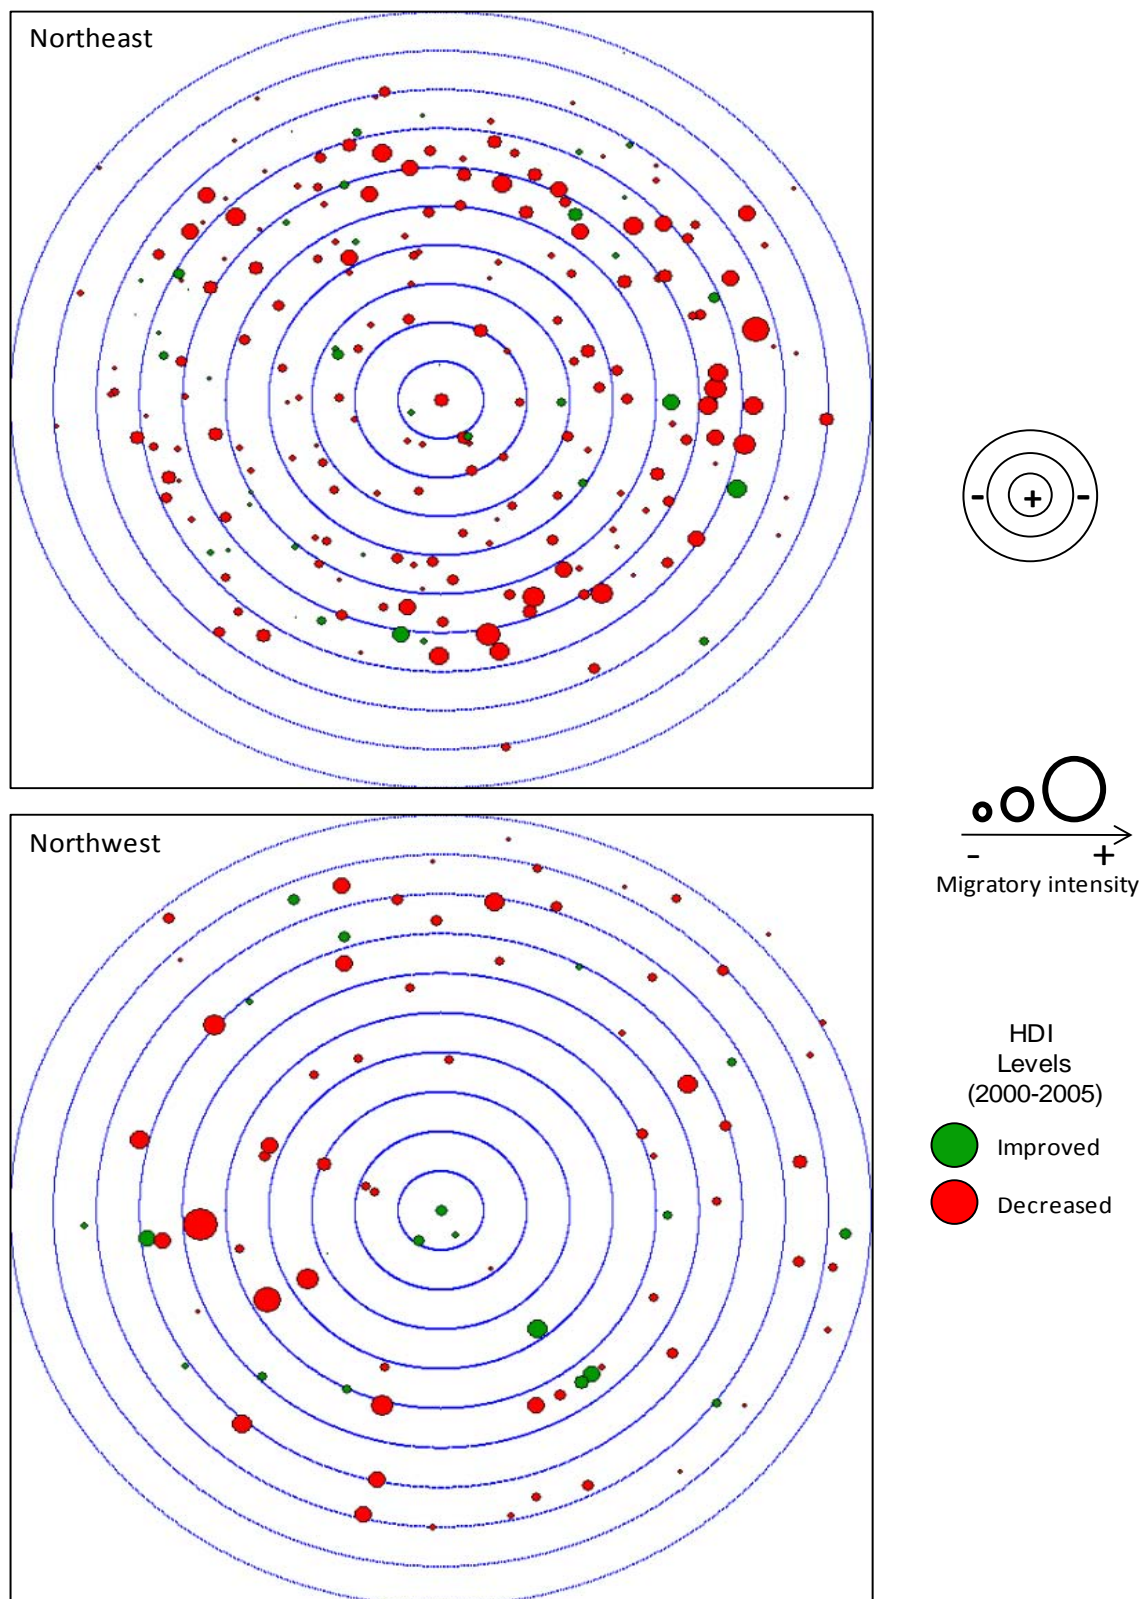 Northeast
- + -
- +
Migratory intensity
Northwest
HDI
Levels
(2000-2005)
Improved
Decreased